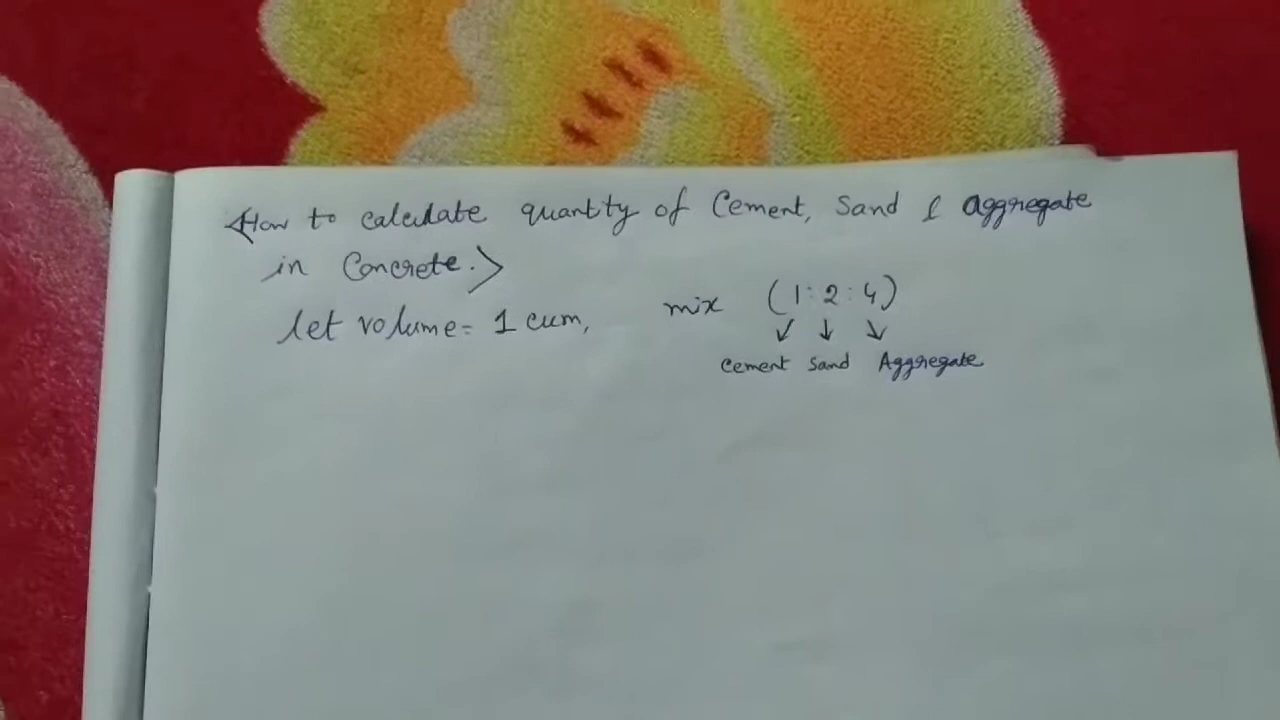 How to calculate quantity of Cement, Sand & aggregate
in Concrete.>
let volume = 1 cum, mix (1:2:4)
Cement Sand Aggregate